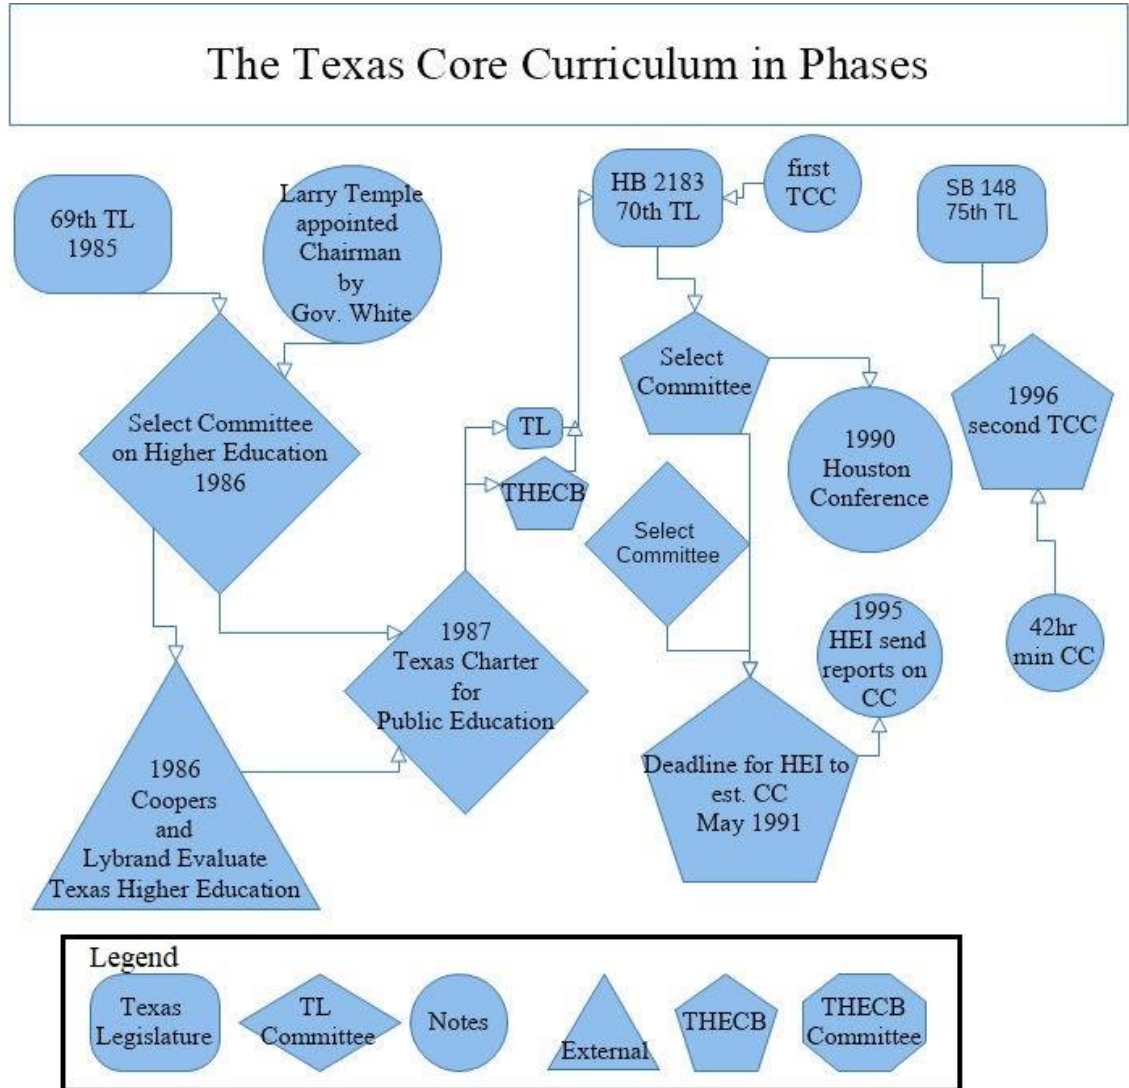 The Texas Core Curriculum in Phases
69th TL
1985
Larry Temple
appointed
Chairman
by
Gov. White
HB 2183
70th TL
first
TCC
SB 148
75th TL
Select Committee
on Higher Education
1986
TL
THECB
Select
Committee
1990
Houston
Conference
1996
second TCC
Select
Committee
1987
Texas Charter
for
Public Education
1995
HEI send
reports on
CC
42hr
min CC
1986
Coopers
and
Lybrand Evaluate
Texas Higher Education
Deadline for HEI to
est. CC
May 1991
Legend
Texas
Legislature
TL
Committee
Notes
External
THECB
THECB
Committee